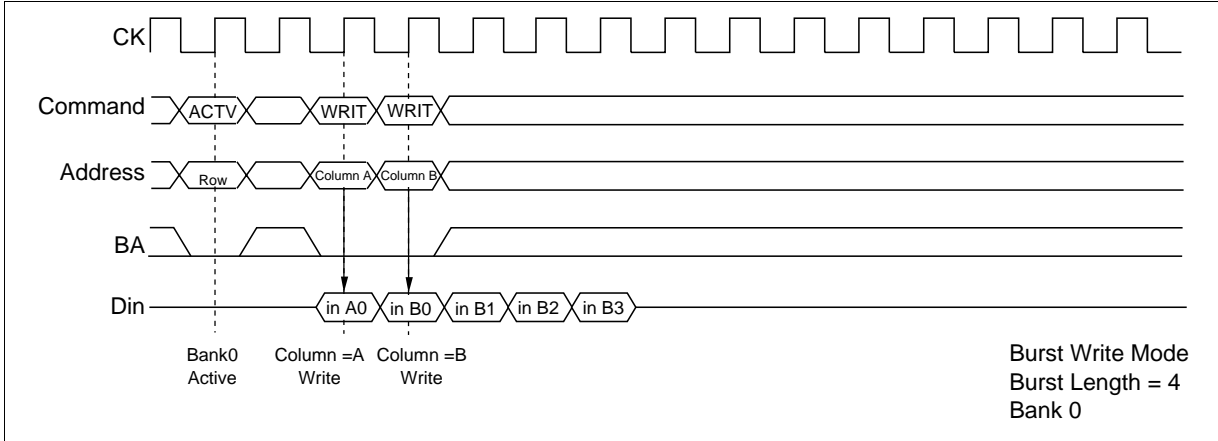 CK
Command ACTV WRIT WRIT
Address Row Column A Column B
BA
Din in A0 in B0 in B1 in B2 in B3
Bank0 Column =A Column =B
Active Write Write
Burst Write Mode
Burst Length = 4
Bank 0